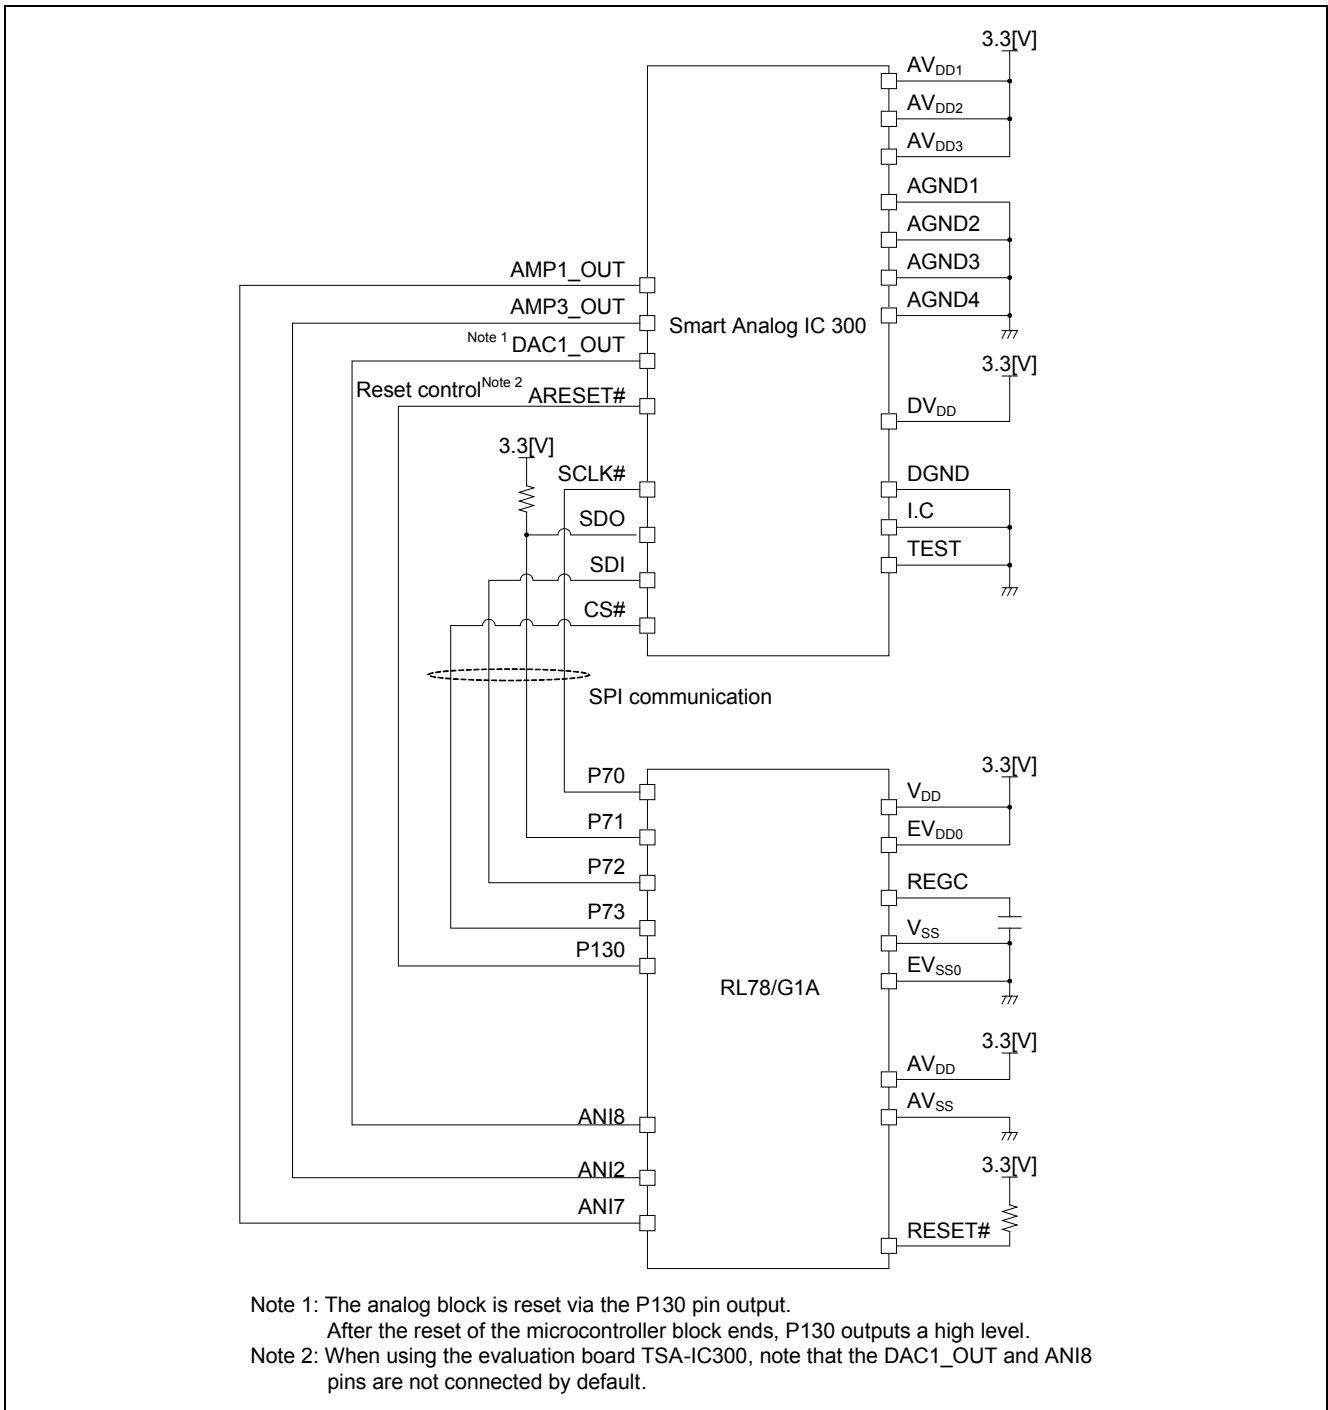 3.3[V]
AVDD1
AVDD2
AVDD3
AGND1
AGND2
AGND3
AGND4
AMP1_OUT
AMP3_OUT
Note 1 DAC1_OUT
Reset control Note 2 ARESET#
Smart Analog IC 300
3.3[V]
DVDD
3.3[V]
SCLK#
SDO
SDI
CS#
DGND
I.C
TEST
SPI communication
P70
P71
P72
P73
P130
ANI8
ANI2
ANI7
RL78/G1A
3.3[V]
VDD
EVDD0
REGC
VSS
EVSS0
3.3[V]
AVDD
AVSS
3.3[V]
RESET#
Note 1: The analog block is reset via the P130 pin output.
After the reset of the microcontroller block ends, P130 outputs a high level.
Note 2: When using the evaluation board TSA-IC300, note that the DAC1_OUT and ANI8
pins are not connected by default.